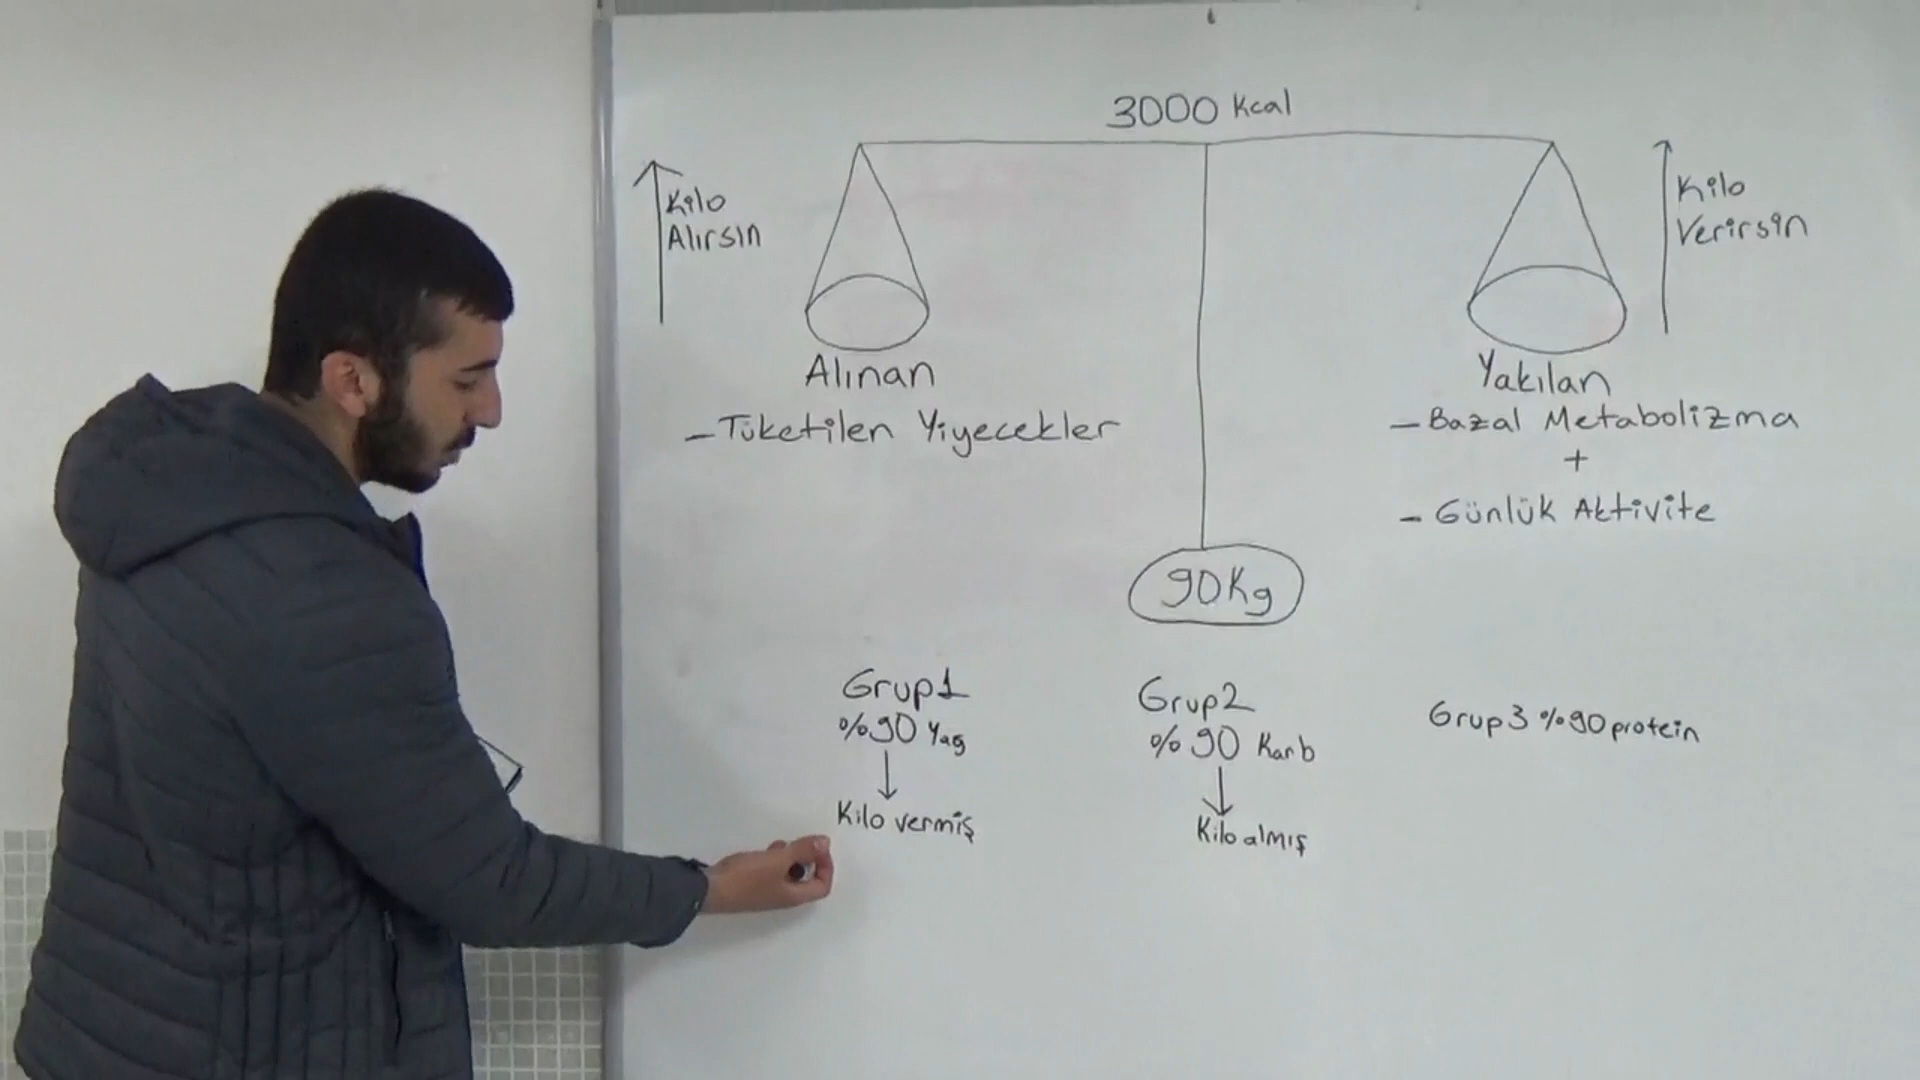 3000 Kcal
Kilo
Alırsın
Kilo
Verirsin
Alınan
- Tüketilen Yiyecekler
Yakılan
- Bazal Metabolizma
+
- Günlük Aktivite
90Kg
Grup1
%90 Yag
Kilo vermiş
Grup2
%90 Karb
Kilo almış
Grup3 %90 protein